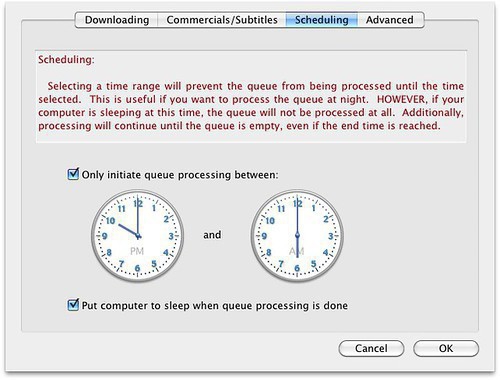 Downloading Commercials/Subtitles Scheduling Advanced
Scheduling:
Selecting a time range will prevent the queue from being processed until the time
selected. This is useful if you want to process the queue at night. HOWEVER, if your
computer is sleeping at this time, the queue will not be processed at all. Additionally,
processing will continue until the queue is empty, even if the end time is reached.
Only initiate queue processing between:
12 1 2 3 4 5 6 7 8 9 10 11
PM
and
12 1 2 3 4 5 6 7 8 9 10 11
AM
Put computer to sleep when queue processing is done
Cancel OK